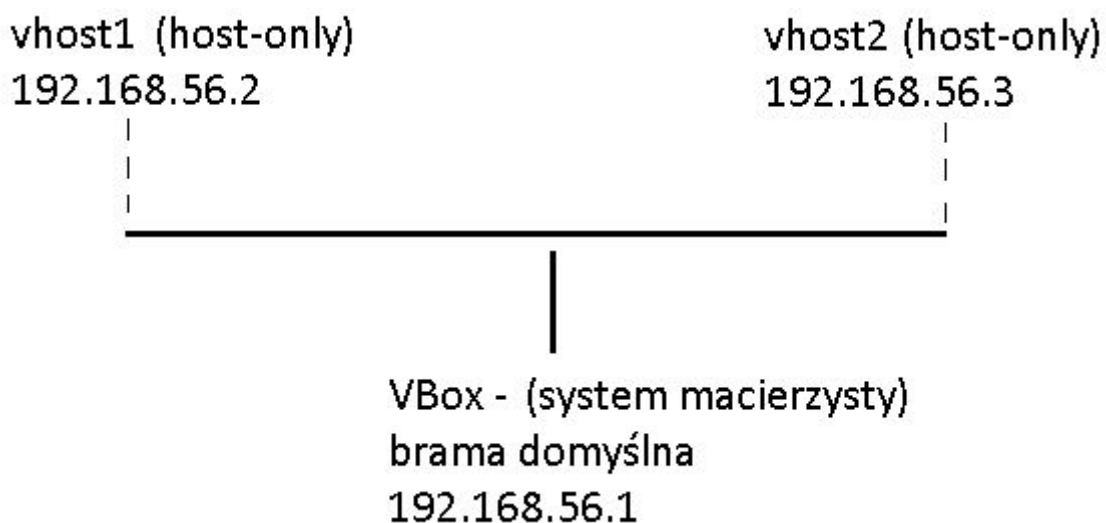 vhost1 (host-only)
192.168.56.2
vhost2 (host-only)
192.168.56.3
VBox - (system macierzysty)
brama domyślna
192.168.56.1